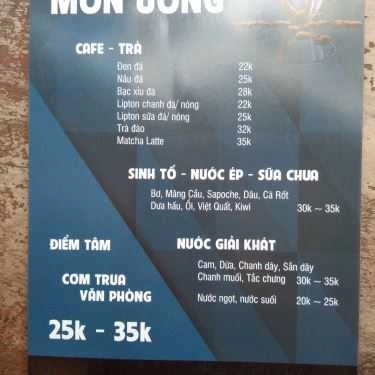 MÓN UỐNG
CAFE - TRÀ
Đen đá 22k
Nâu đá 25k
Bạc xỉu đá 28k
Lipton chanh đá/ nóng 22k
Lipton sữa đá/ nóng 25k
Trà đào 32k
Matcha Latte 35k
SINH TỐ - NƯỚC ÉP - SỮA CHUA
Bơ, Mãng Cầu, Sapoche, Dâu, Cà Rốt
Dưa hấu, Ổi, Việt Quất, Kiwi 30k ~ 35k
NƯỚC GIẢI KHÁT
Cam, Dừa, Chanh dây, Sắn dây
Chanh muối, Tắc chưng 30k ~ 35k
Nước ngọt, nước suối 20k ~ 25k
ĐIỂM TÂM
CƠM TRƯA
VĂN PHÒNG
25k - 35k